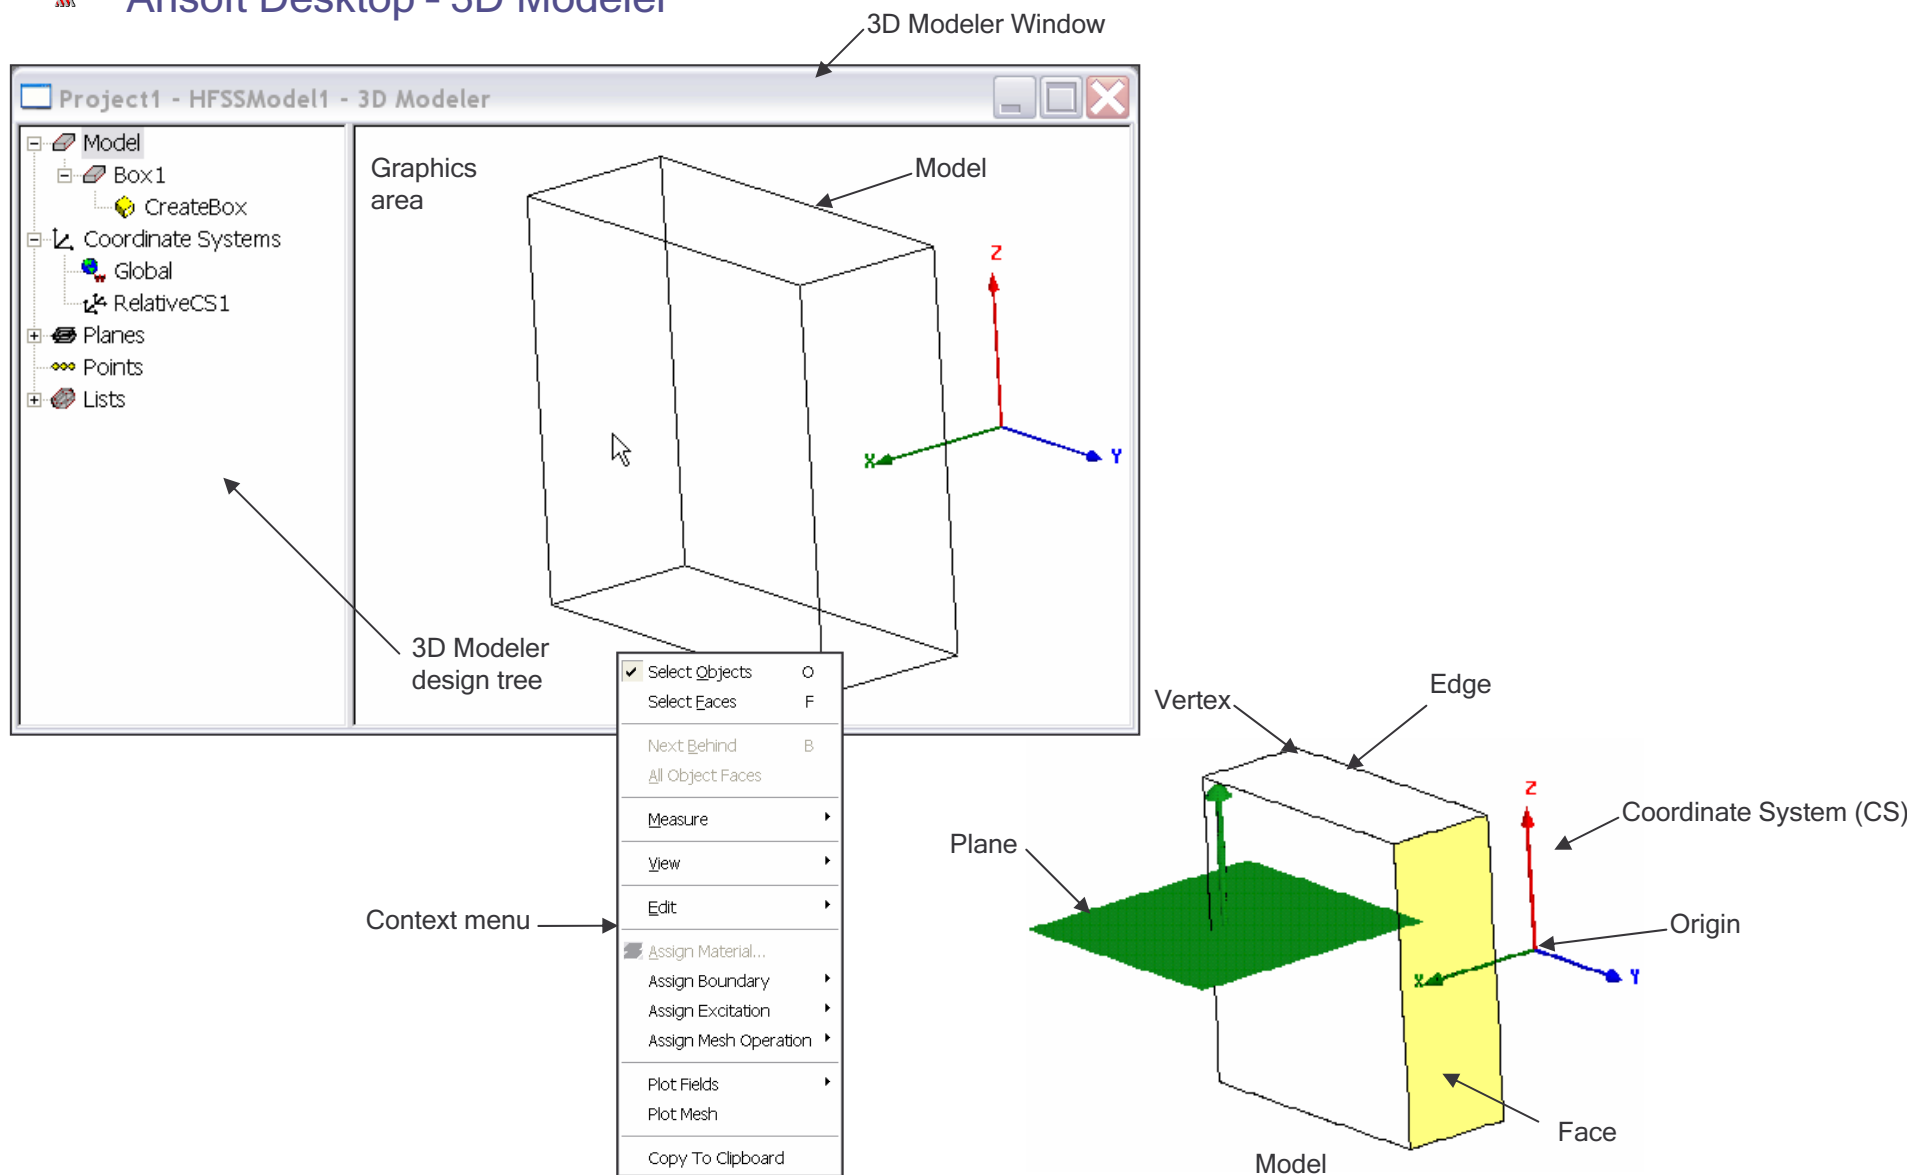 Ansoft Desktop - 3D Modeler
3D Modeler Window
Project1 - HFSSModel1 - 3D Modeler
Model
Box1
CreateBox
Coordinate Systems
Global
RelativeCS1
Planes
Points
Lists
Graphics
area
Model
Z
X
Y
3D Modeler
design tree
Context menu
Select Objects O
Select Faces F
Next Behind B
All Object Faces
Measure
View
Edit
Assign Material...
Assign Boundary
Assign Excitation
Assign Mesh Operation
Plot Fields
Plot Mesh
Copy To Clipboard
Vertex
Edge
Z
Coordinate System (CS)
Plane
Origin
X
Y
Face
Model